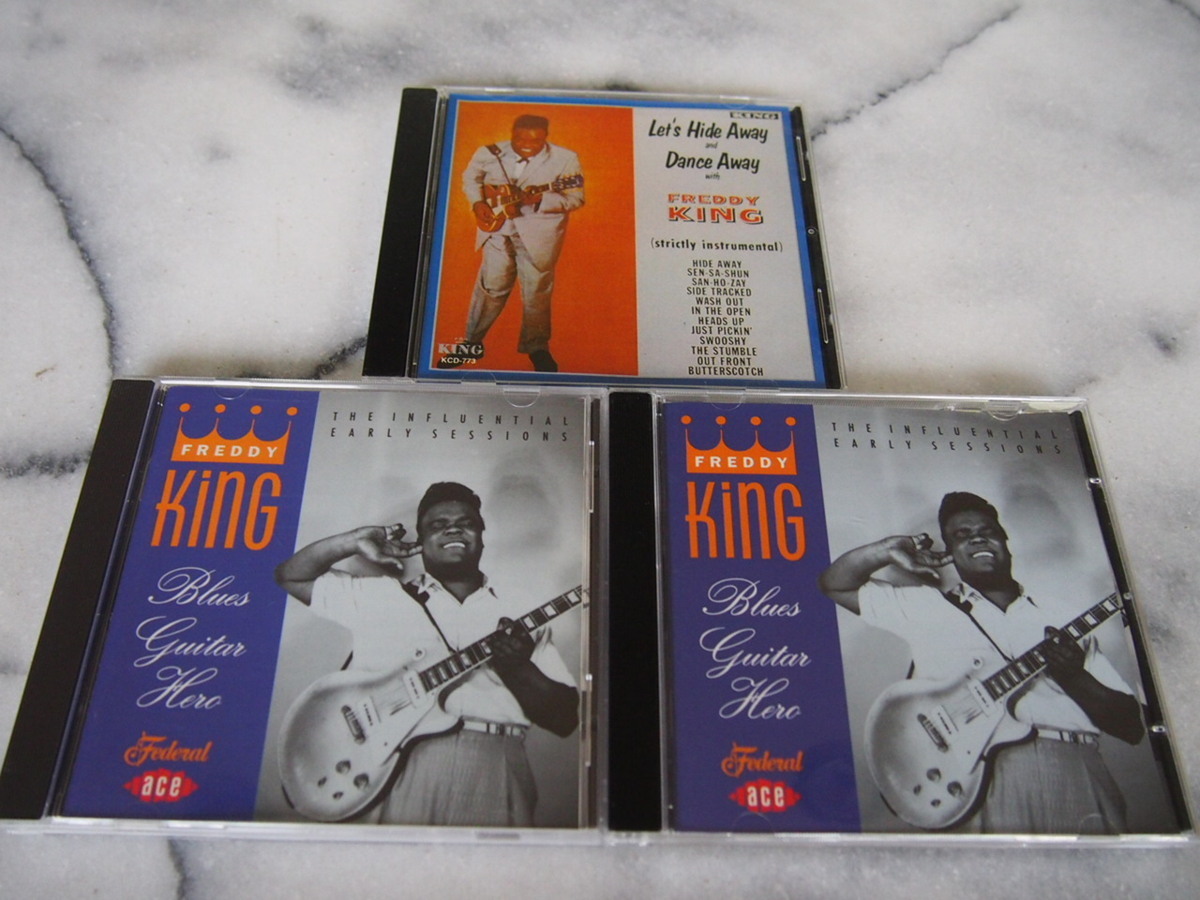 KING
Let's Hide Away
and
Dance Away
with
FREDDY
KING
(strictly instrumental)
HIDE AWAY
SEN-SA-SHUN
SAN-HO-ZAY
SIDE TRACKED
WASH OUT
IN THE OPEN
HEADS UP
JUST PICKIN'
SWOOSHY
THE STUMBLE
OUT FRONT
BUTTERSCOTCH
KING
KCD-773
FREDDY
KiNG
Blues
Guitar
Hero
Federal
ace
THE INFLUENTIAL
EARLY SESSIONS
FREDDY
KiNG
Blues
Guitar
Hero
Federal
ace
THE INFLUENTIAL
EARLY SESSIONS